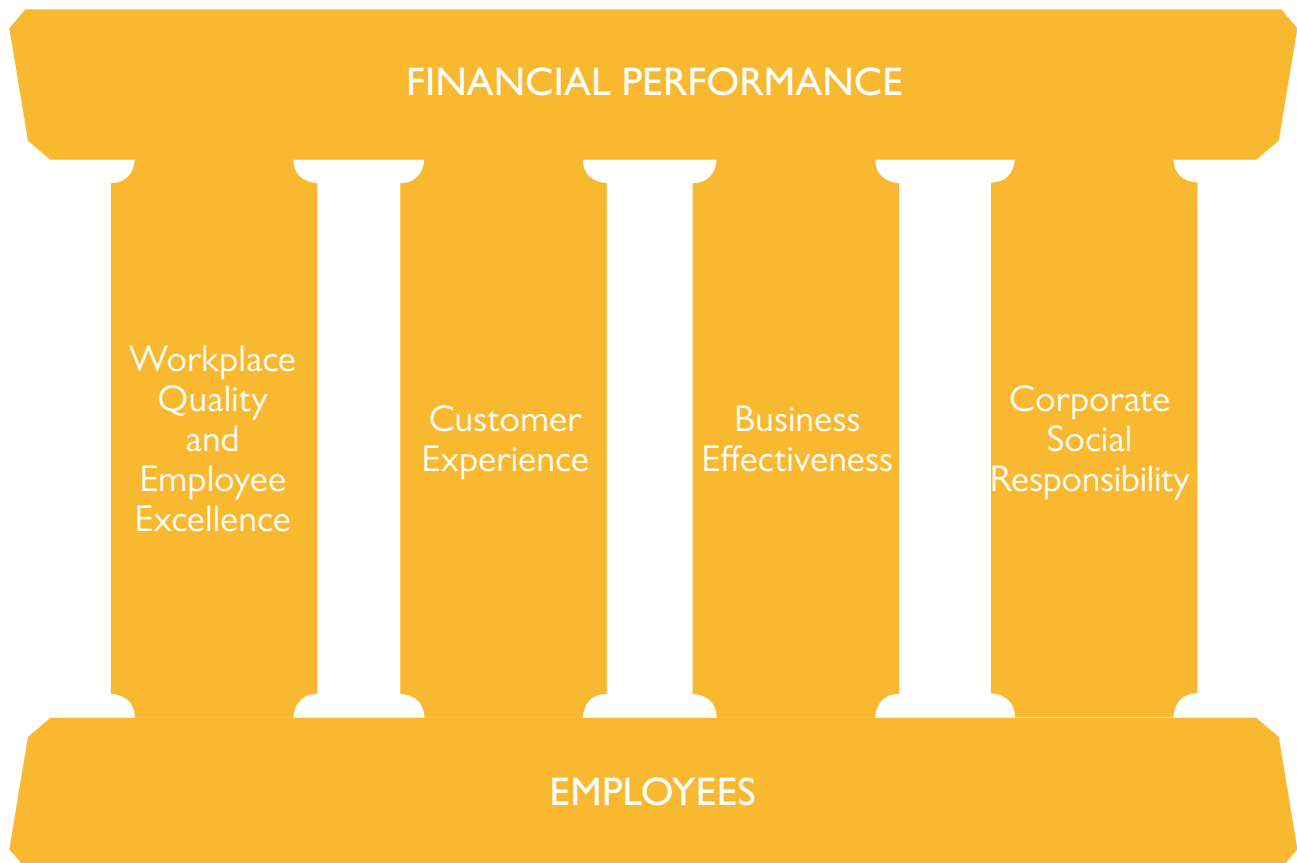 FINANCIAL PERFORMANCE
Workplace
Quality
and
Employee
Excellence
Customer
Experience
Business
Effectiveness
Corporate
Social
Responsibility
EMPLOYEES